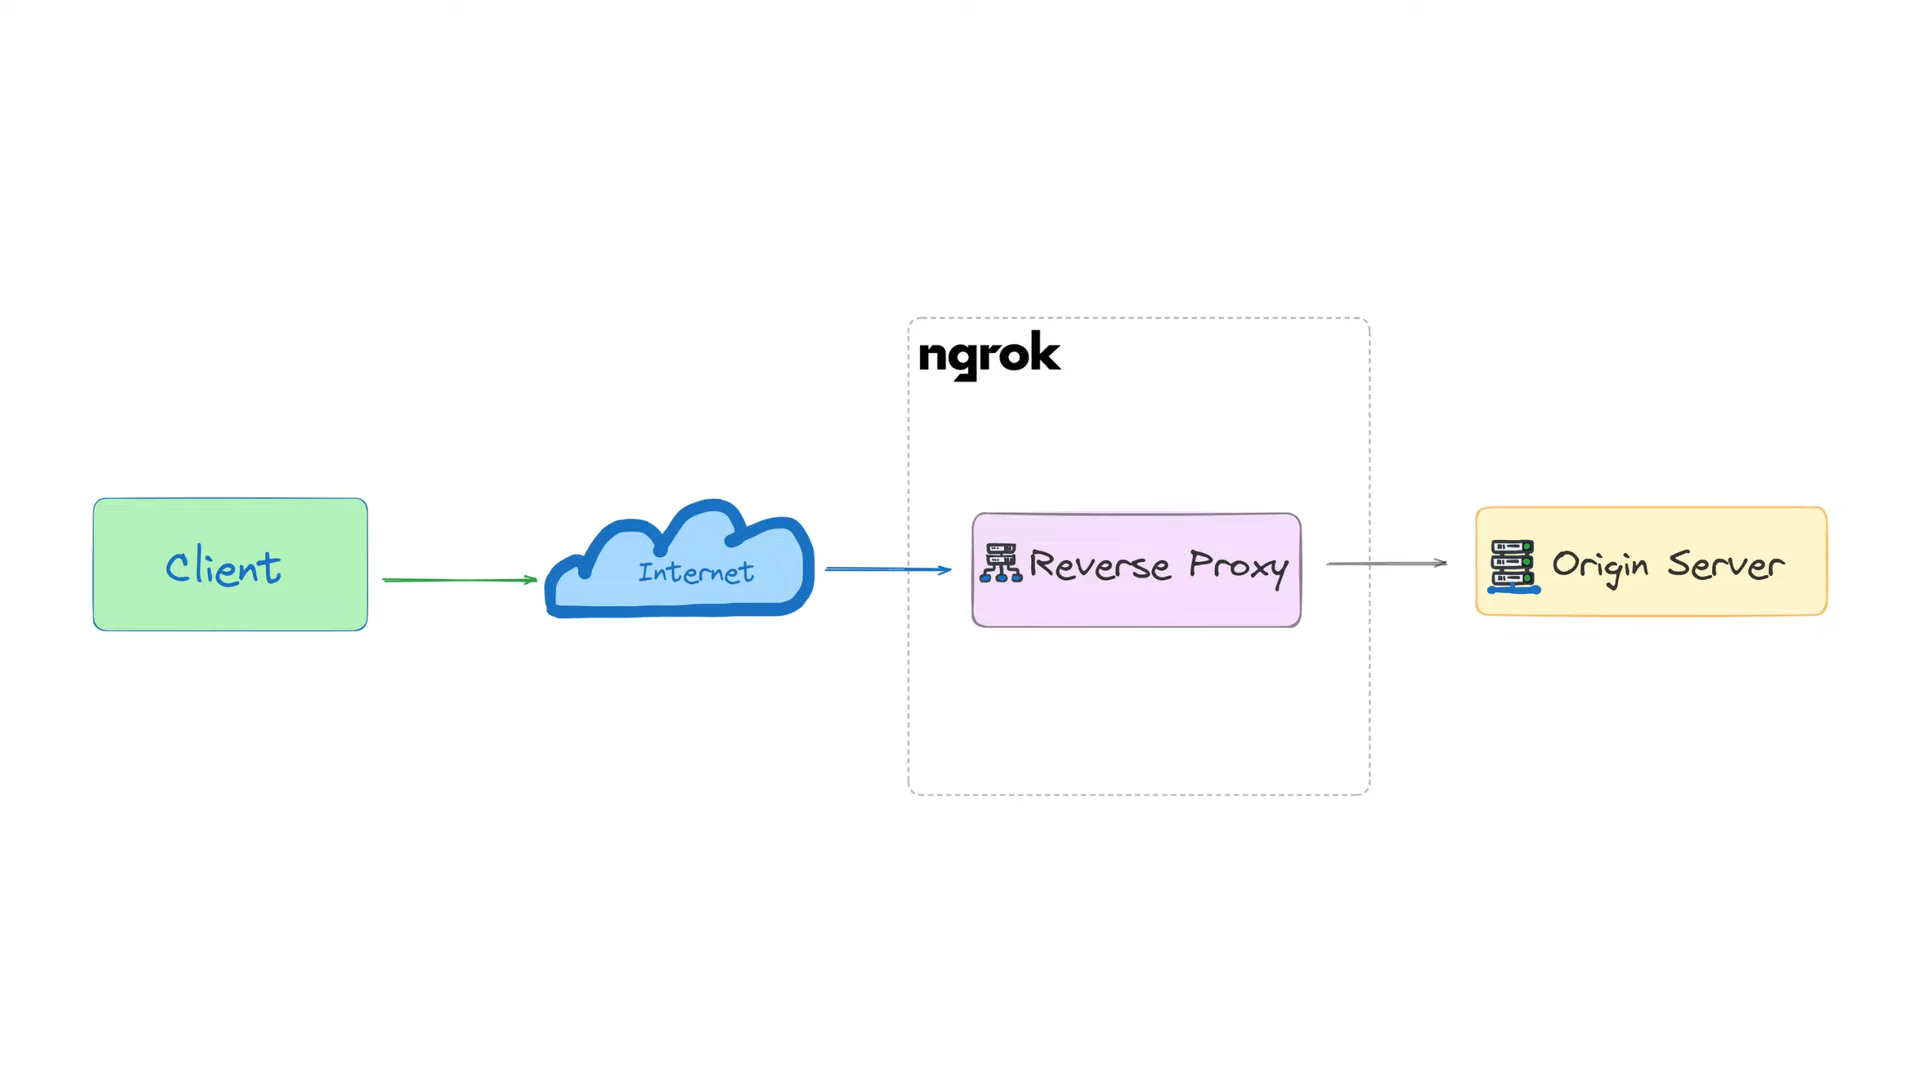 ngrok
Client
Internet
Reverse Proxy
Origin Server